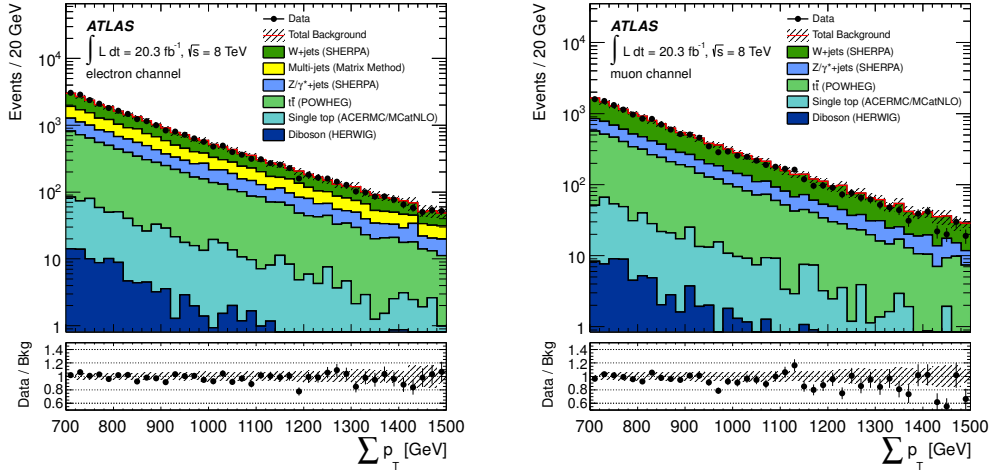 ATLAS
∫ L dt = 20.3 fb⁻¹, √s = 8 TeV
electron channel
Data
Total Background
W+jets (SHERPA)
Multi-jets (Matrix Method)
Z/γ*+jets (SHERPA)
tt̄ (POWHEG)
Single top (ACERMC/MCatNLO)
Diboson (HERWIG)
Events / 20 GeV
10⁴
10³
10²
10
1
Data / Bkg
1.4
1.2
1.0
0.8
0.6
700 800 900 1000 1100 1200 1300 1400 1500
∑ p_T [GeV]
ATLAS
∫ L dt = 20.3 fb⁻¹, √s = 8 TeV
muon channel
Data
Total Background
W+jets (SHERPA)
Z/γ*+jets (SHERPA)
tt̄ (POWHEG)
Single top (ACERMC/MCatNLO)
Diboson (HERWIG)
Events / 20 GeV
10⁴
10³
10²
10
1
Data / Bkg
1.4
1.2
1.0
0.8
0.6
700 800 900 1000 1100 1200 1300 1400 1500
∑ p_T [GeV]